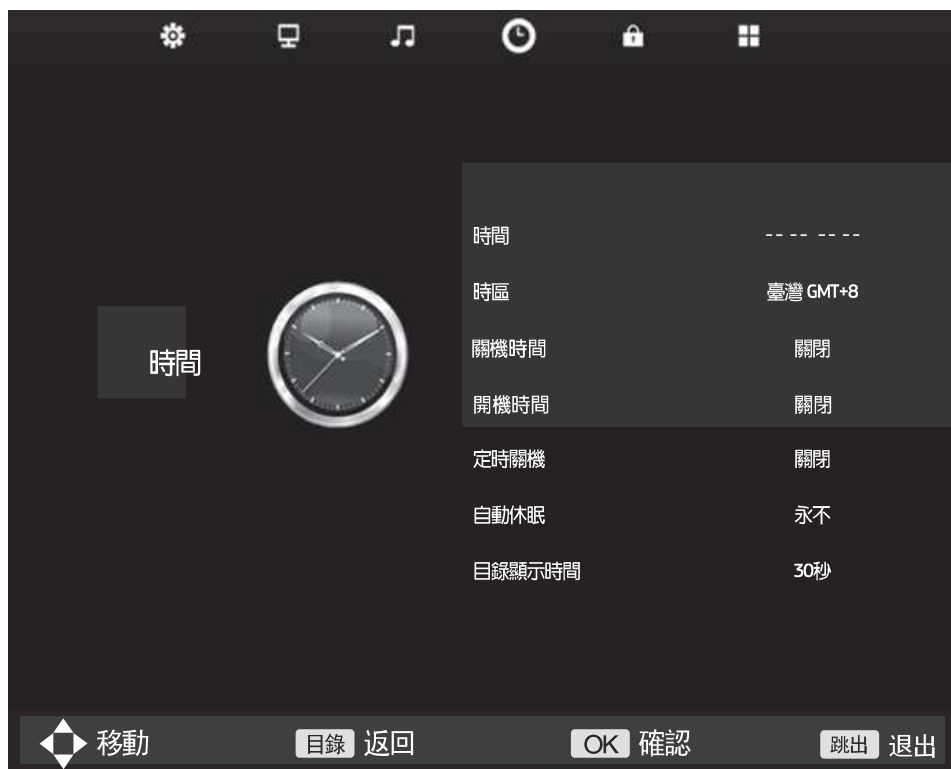 時間
時間 -- -- -- --
時區 臺灣 GMT+8
關機時間 關閉
開機時間 關閉
定時關機 關閉
自動休眠 永不
目錄顯示時間 30秒
移動 目錄 返回 OK 確認 跳出 退出